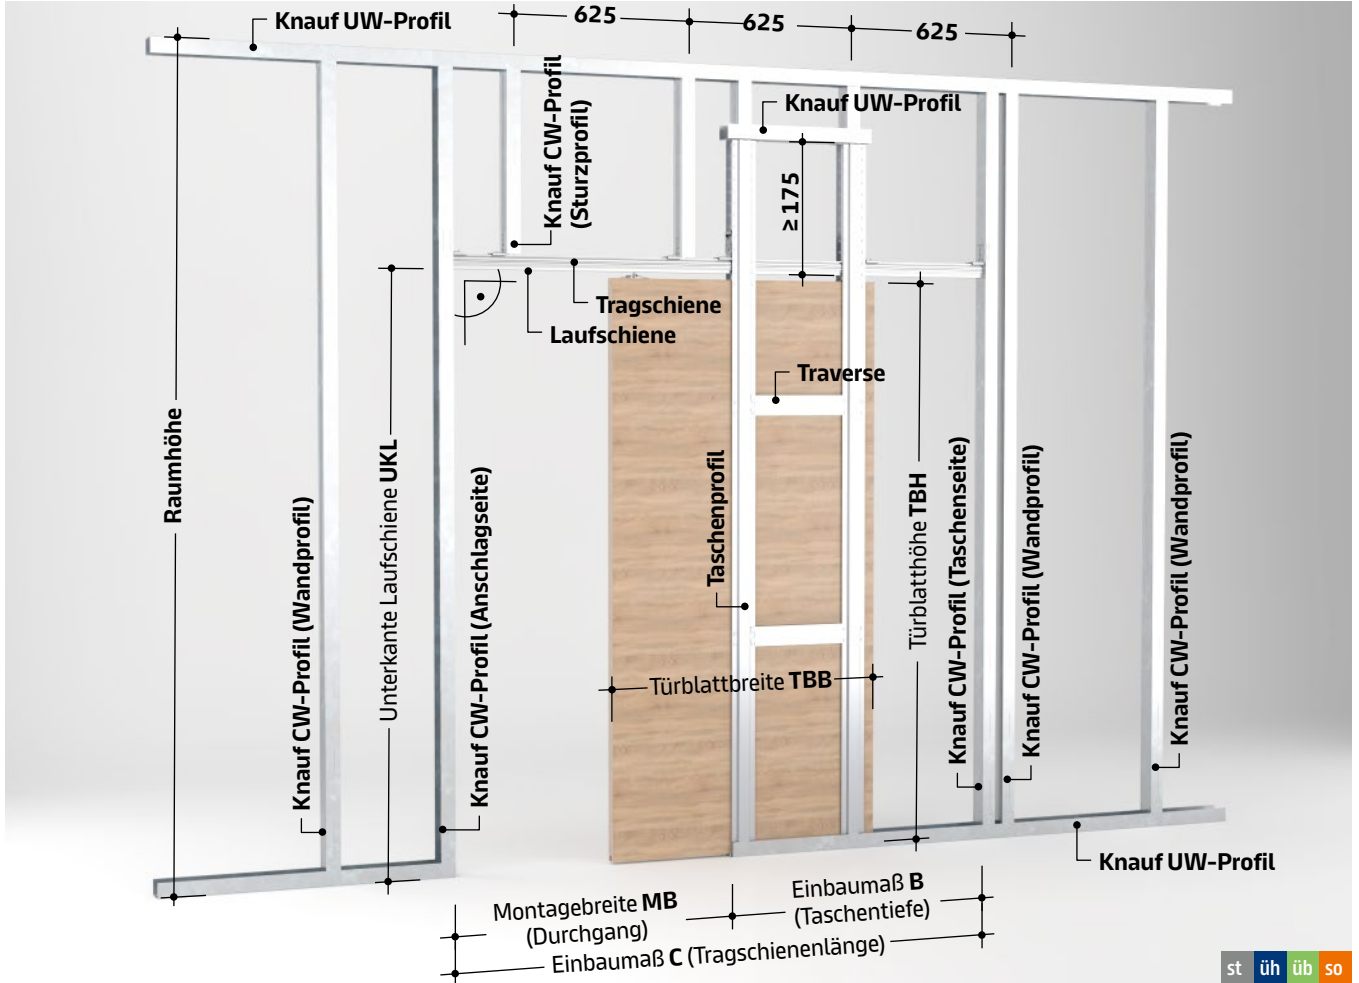 Knauf UW-Profil
625
625
625
Knauf CW-Profil
(Sturzprofil)
Knauf UW-Profil
≥175
Tragschiene
Laufschiene
Traverse
Raumhöhe
Knauf CW-Profil (Wandprofil)
Unterkante Laufschiene UKL
Knauf CW-Profil (Anschlagseite)
Taschenprofil
Türblatthöhe TBH
Knauf CW-Profil (Taschenseite)
Knauf CW-Profil (Wandprofil)
Knauf CW-Profil (Wandprofil)
Türblattbreite TBB
Knauf UW-Profil
Montagebreite MB
(Durchgang)
Einbaumaß B
(Taschentiefe)
Einbaumaß C (Tragschienenlänge)
st üh üb so